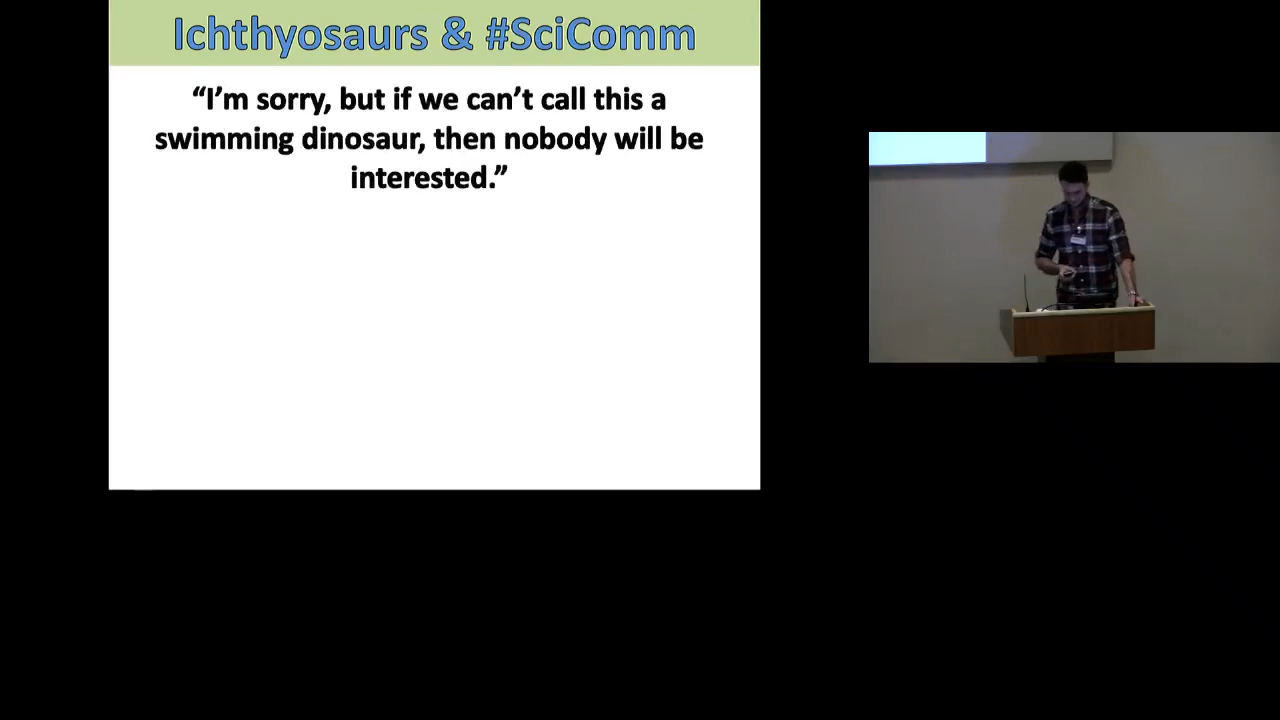 Ichthyosaurs & #SciComm
“I’m sorry, but if we can’t call this a
swimming dinosaur, then nobody will be
interested.”